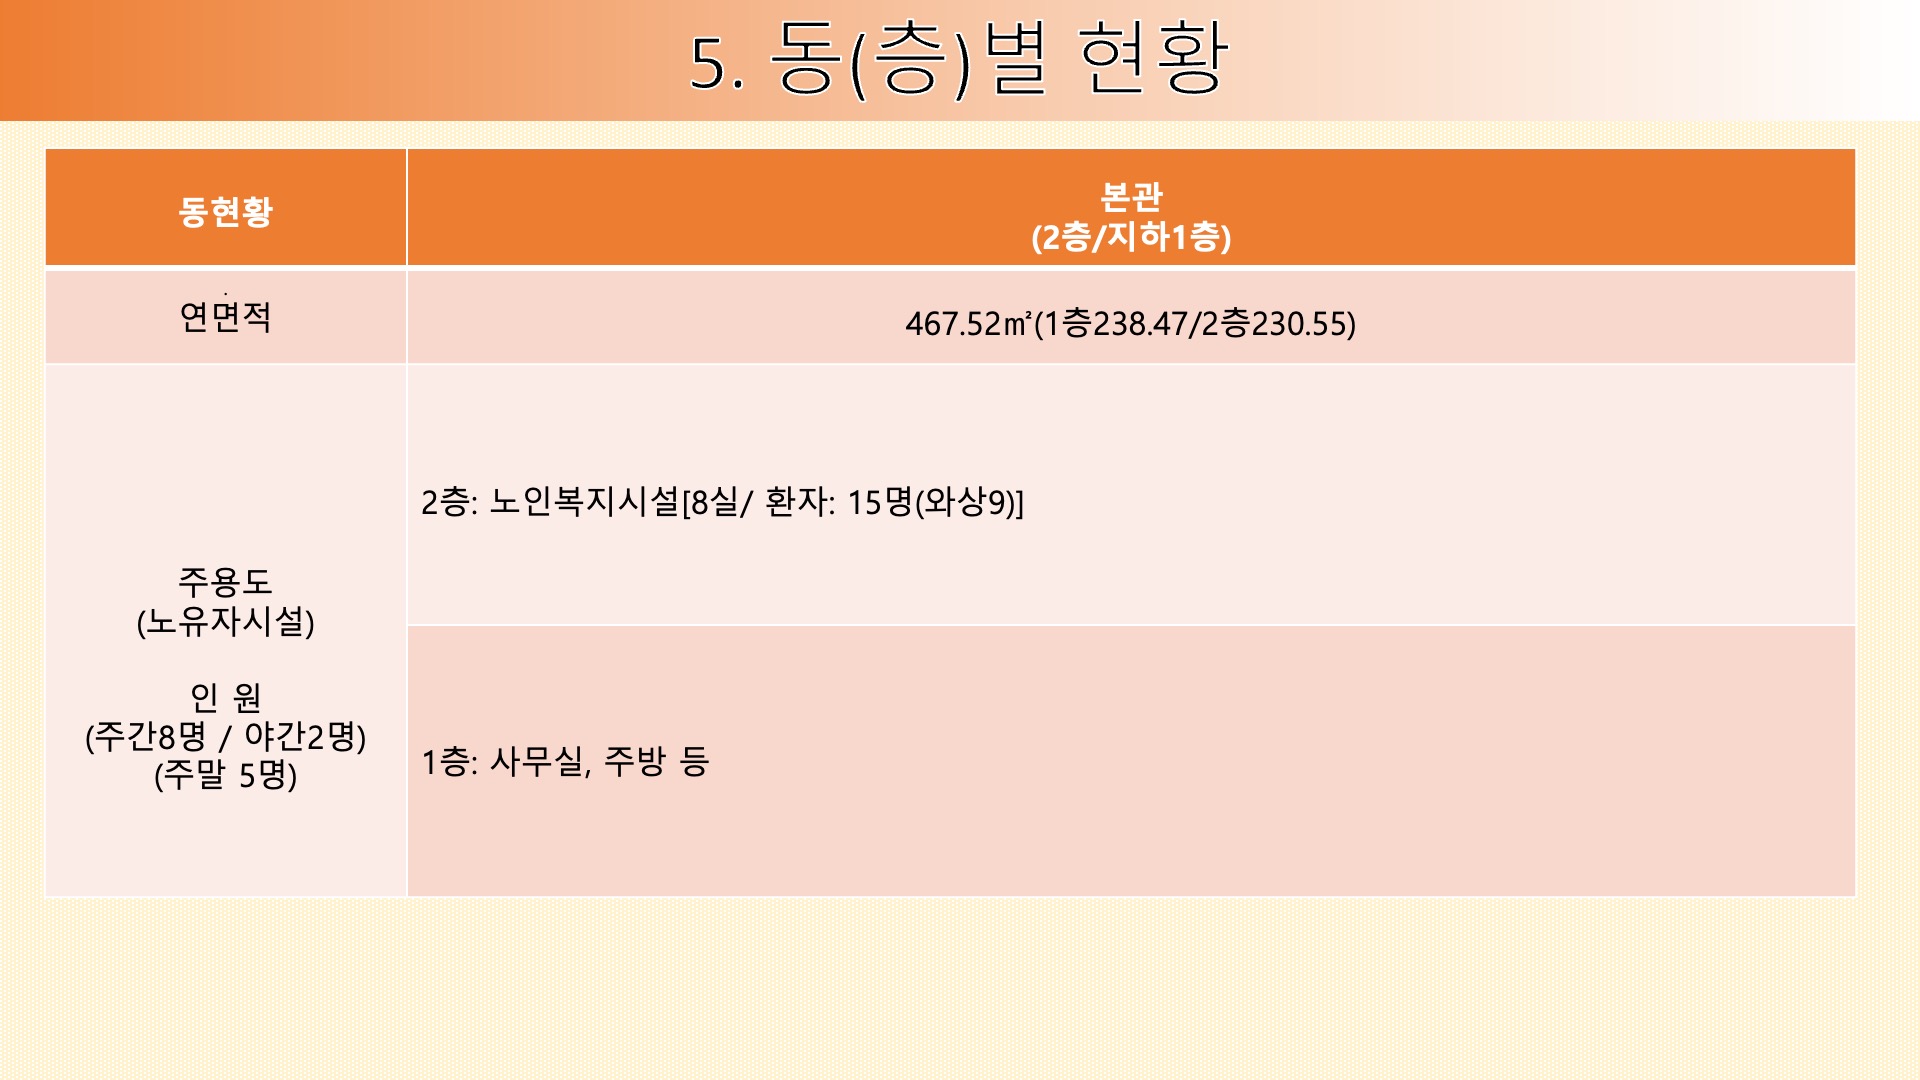 5. 동(층)별 현황
동현황
본관
(2층/지하1층)
.
연면적
467.52㎡(1층238.47/2층230.55)
주용도
(노유자시설)
인 원
(주간8명 / 야간2명)
(주말 5명)
2층: 노인복지시설[8실/ 환자: 15명(와상9)]
1층: 사무실, 주방 등